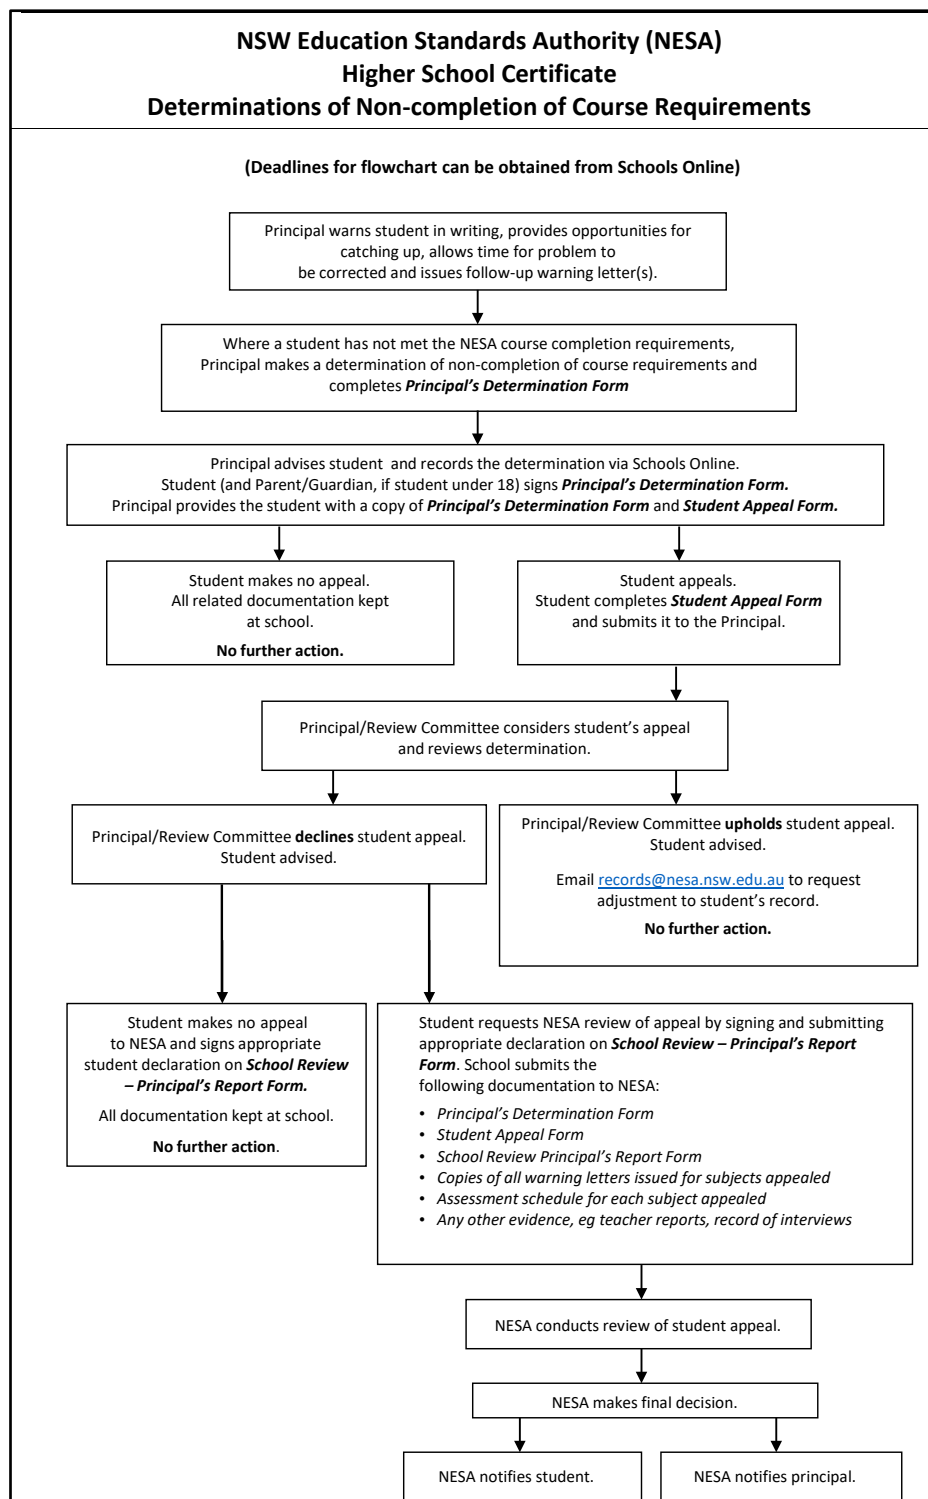 NSW Education Standards Authority (NESA)
Higher School Certificate
Determinations of Non-completion of Course Requirements
(Deadlines for flowchart can be obtained from Schools Online)
Principal warns student in writing, provides opportunities for
catching up, allows time for problem to
be corrected and issues follow-up warning letter(s).
Where a student has not met the NESA course completion requirements,
Principal makes a determination of non-completion of course requirements and
completes Principal’s Determination Form
Principal advises student and records the determination via Schools Online.
Student (and Parent/Guardian, if student under 18) signs Principal’s Determination Form.
Principal provides the student with a copy of Principal’s Determination Form and Student Appeal Form.
Student makes no appeal.
All related documentation kept
at school.
No further action.
Student appeals.
Student completes Student Appeal Form
and submits it to the Principal.
Principal/Review Committee considers student’s appeal
and reviews determination.
Principal/Review Committee declines student appeal.
Student advised.
Principal/Review Committee upholds student appeal.
Student advised.
Email records@nesa.nsw.edu.au to request
adjustment to student’s record.
No further action.
Student makes no appeal
to NESA and signs appropriate
student declaration on School Review
– Principal’s Report Form.
All documentation kept at school.
No further action.
Student requests NESA review of appeal by signing and submitting
appropriate declaration on School Review – Principal’s Report
Form. School submits the
following documentation to NESA:
• Principal’s Determination Form
• Student Appeal Form
• School Review Principal’s Report Form
• Copies of all warning letters issued for subjects appealed
• Assessment schedule for each subject appealed
• Any other evidence, eg teacher reports, record of interviews
NESA conducts review of student appeal.
NESA makes final decision.
NESA notifies student.
NESA notifies principal.